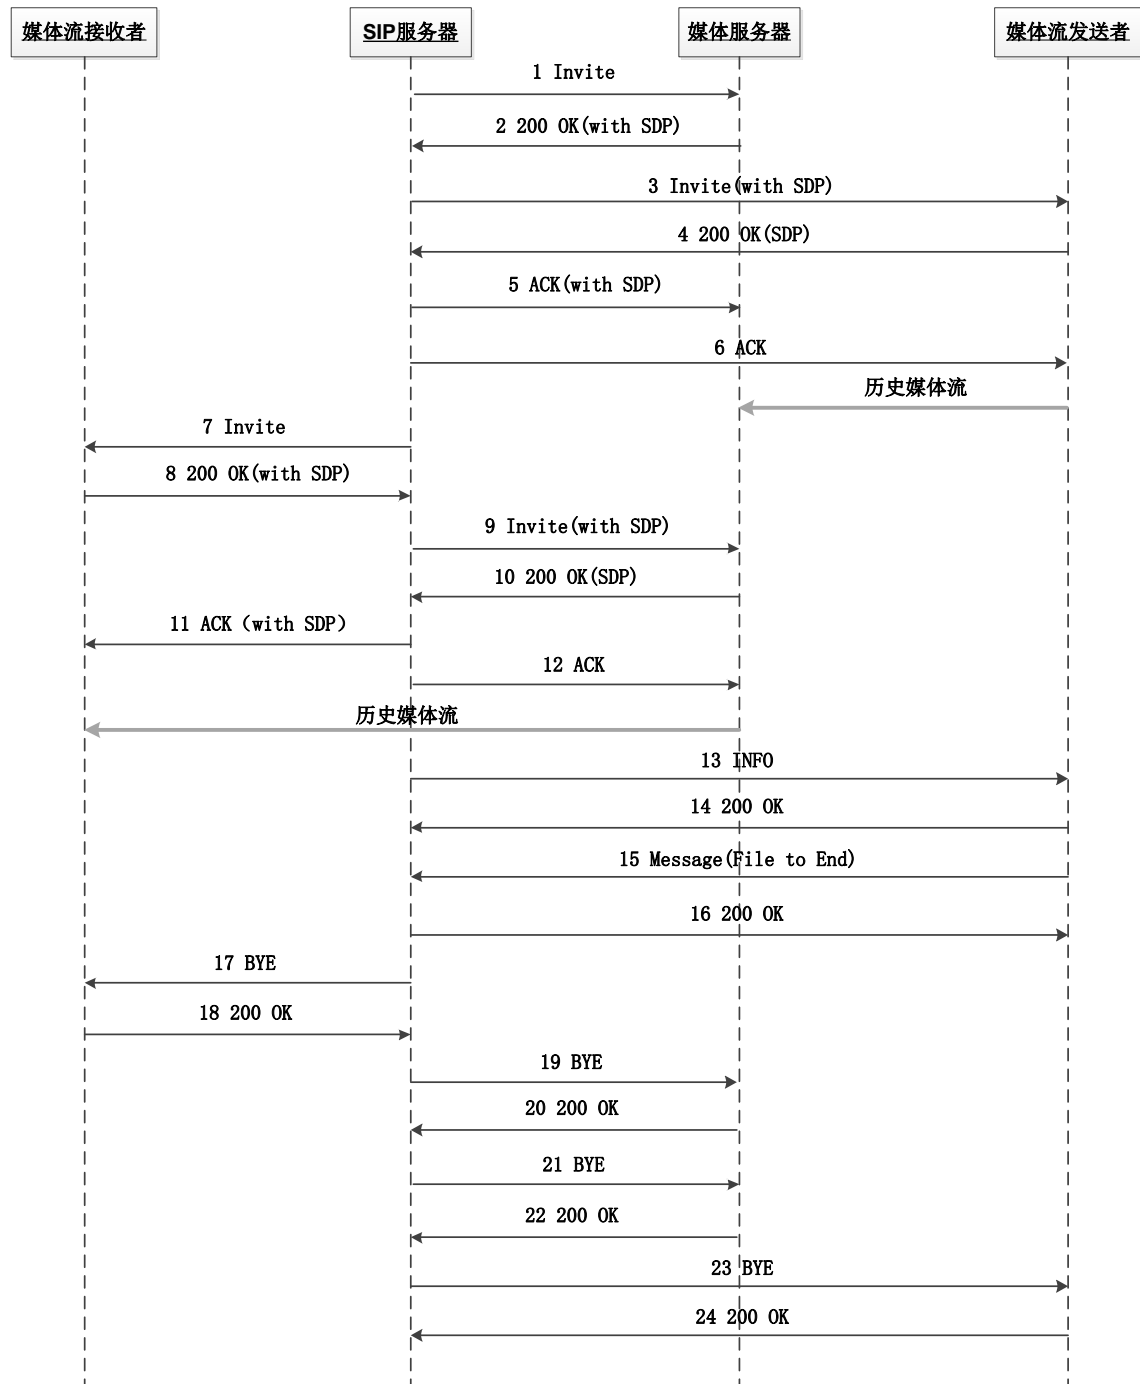 媒体流接收者
SIP服务器
媒体服务器
媒体流发送者
1 Invite
2 200 OK(with SDP)
3 Invite(with SDP)
4 200 OK(SDP)
5 ACK(with SDP)
6 ACK
历史媒体流
7 Invite
8 200 OK(with SDP)
9 Invite(with SDP)
10 200 OK(SDP)
11 ACK（with SDP）
12 ACK
历史媒体流
13 INFO
14 200 OK
15 Message(File to End)
16 200 OK
17 BYE
18 200 OK
19 BYE
20 200 OK
21 BYE
22 200 OK
23 BYE
24 200 OK